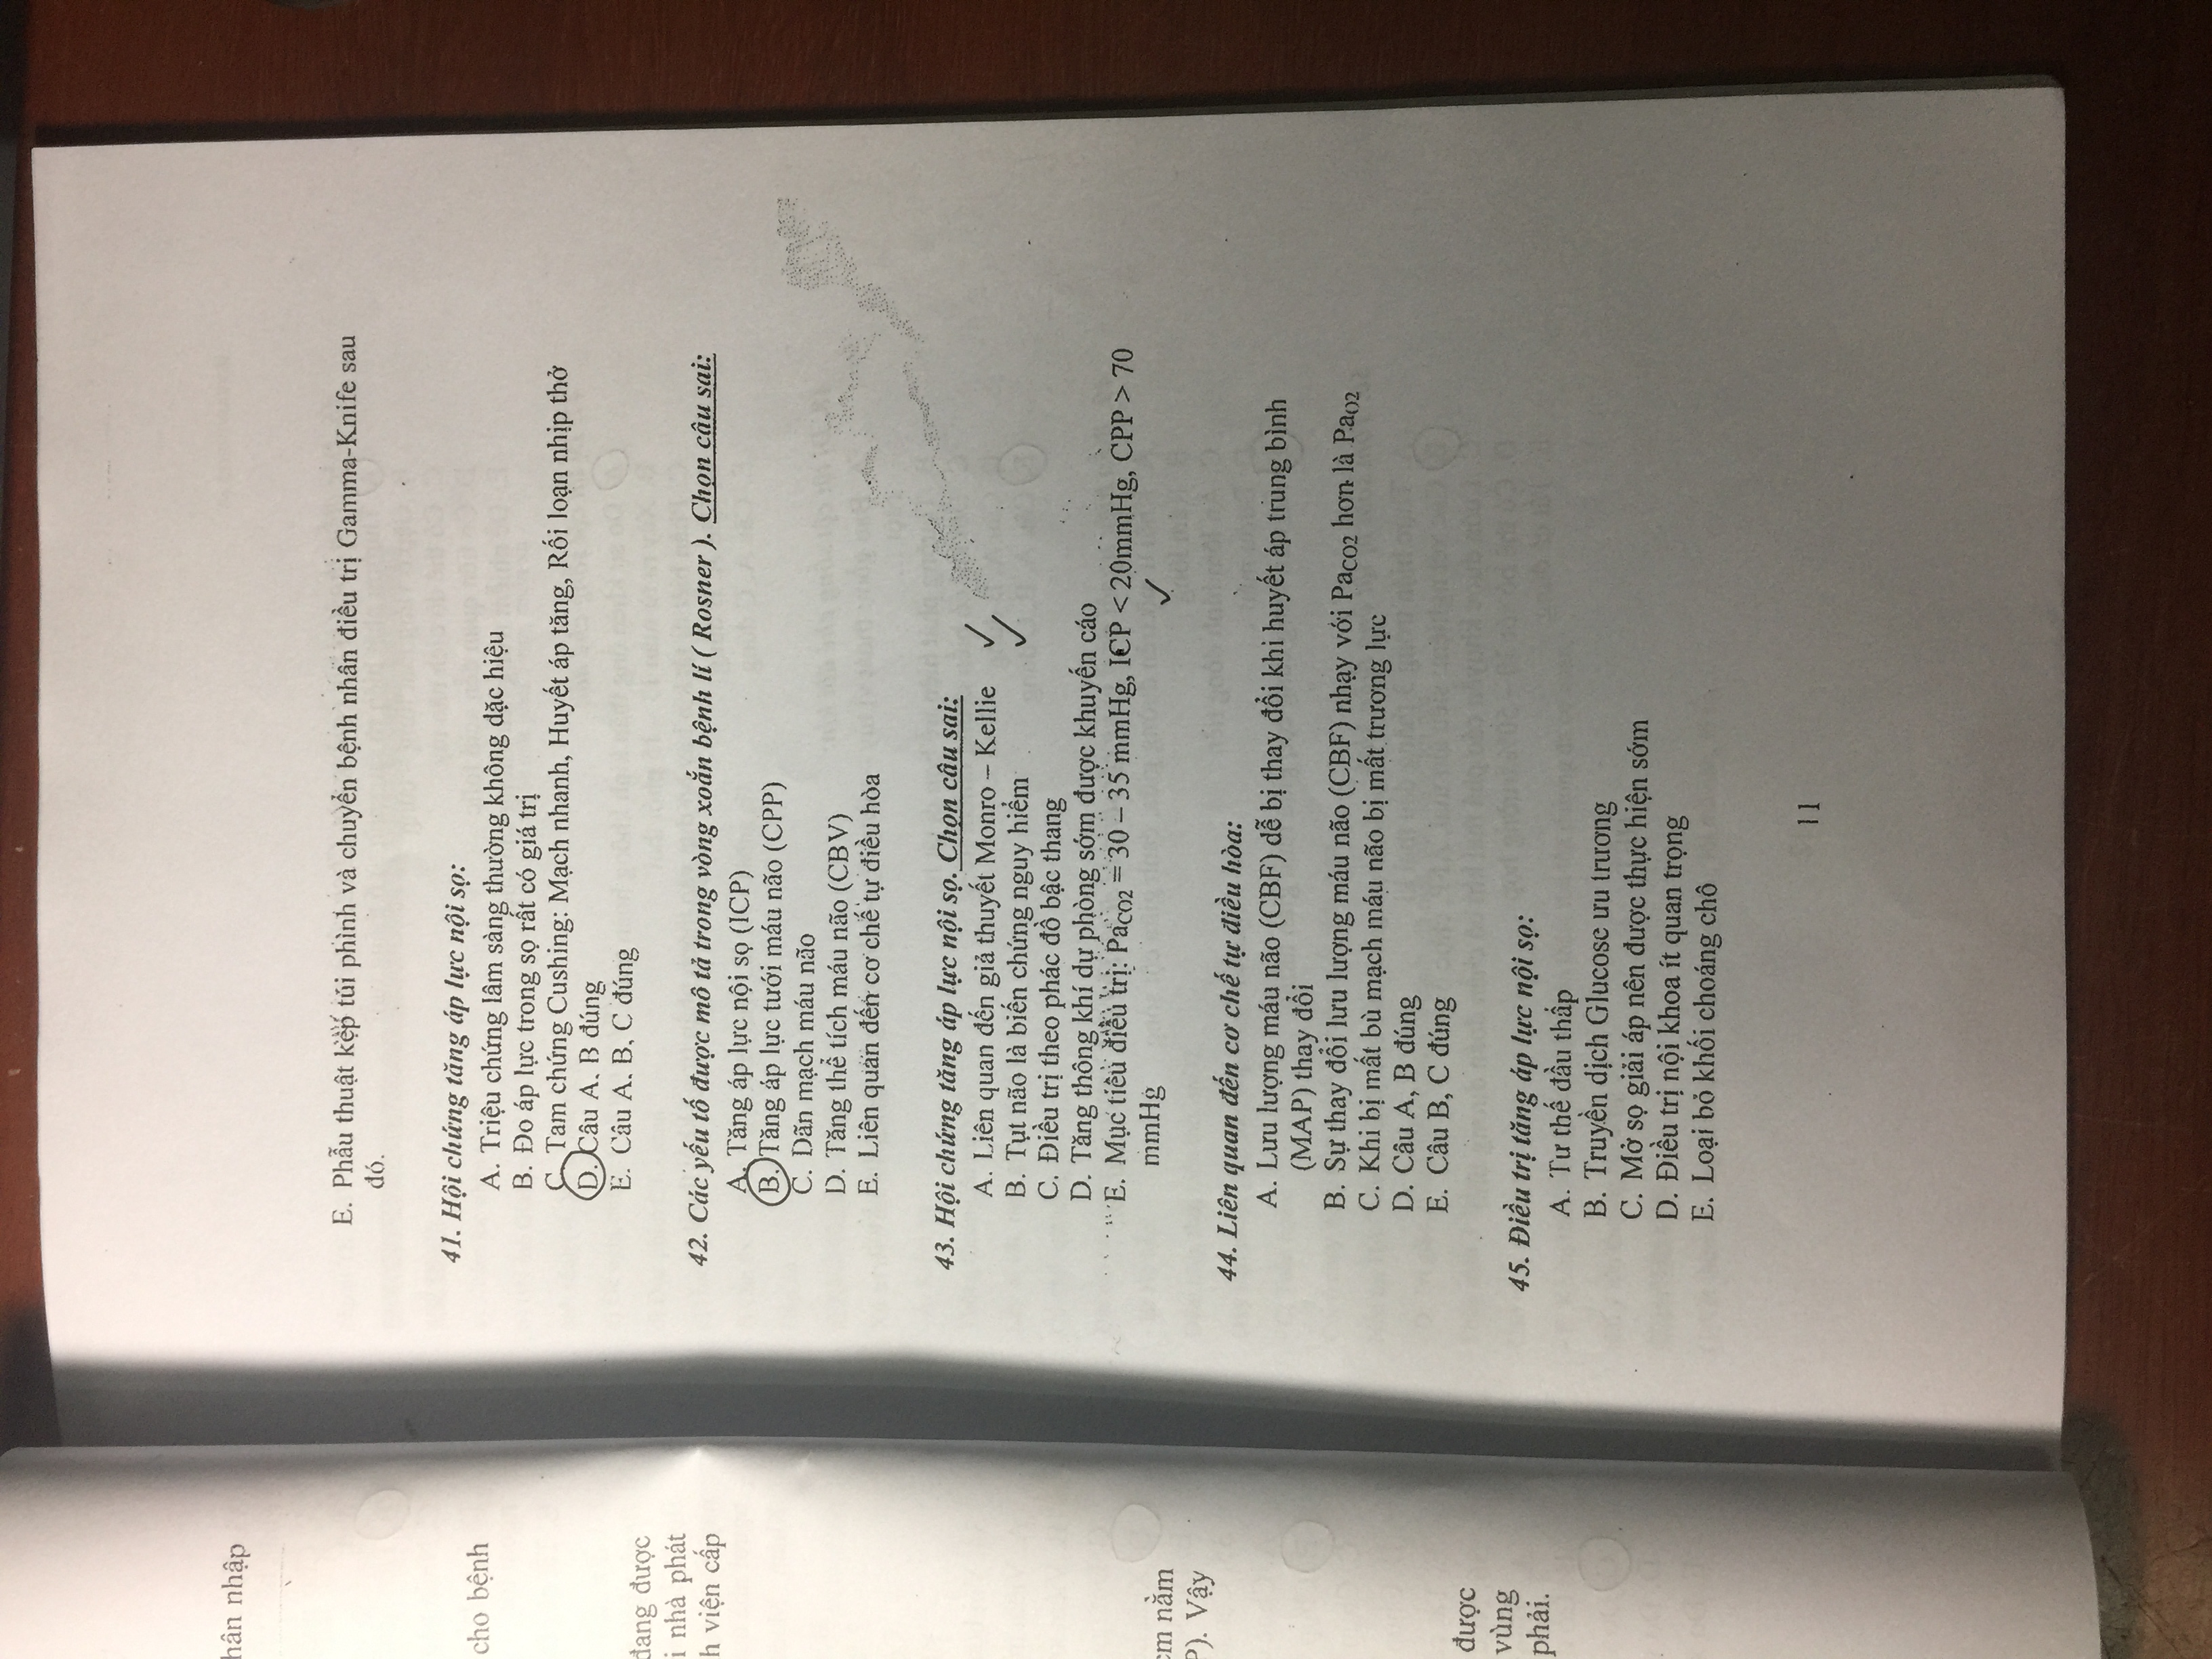 hân nhập
cho bệnh
đang được
i nhà phát
h viện cấp
cm nằm
P). Vậy
được
vùng
phải.
E. Phẫu thuật kẹp túi phình và chuyển bệnh nhân điều trị Gamma-Knife sau
đó.
41. Hội chứng tăng áp lực nội sọ:
A. Triệu chứng lâm sàng thường không dặc hiệu
B. Đo áp lực trong sọ rất có giá trị
C. Tam chứng Cushing: Mạch nhanh, Huyết áp tăng, Rối loạn nhịp thở
D. Câu A, B đúng
E. Câu A, B, C đúng
42. Các yếu tố được mô tả trong vòng xoắn bệnh lí ( Rosner ). Chọn câu sai:
A. Tăng áp lực nội sọ (ICP)
B. Tăng áp lực tưới máu não (CPP)
C. Dãn mạch máu não
D. Tăng thể tích máu não (CBV)
E. Liên quan đến cơ chế tự điều hòa
43. Hội chứng tăng áp lực nội sọ. Chọn câu sai:
A. Liên quan đến giả thuyết Monro – Kellie ✓
B. Tụt não là biến chứng nguy hiểm ✓
C. Điều trị theo phác đồ bậc thang
D. Tăng thông khí dự phòng sớm được khuyến cáo
E. Mục tiêu điều trị: PaCO2 = 30 – 35 mmHg, ICP < 20mmHg, CPP > 70
mmHg ✓
44. Liên quan đến cơ chế tự điều hòa:
A. Lưu lượng máu não (CBF) dễ bị thay đổi khi huyết áp trung bình
(MAP) thay đổi
B. Sự thay đổi lưu lượng máu não (CBF) nhạy với PaCO2 hơn là PaO2
C. Khi bị mất bù mạch máu não bị mất trương lực
D. Câu A, B đúng
E. Câu B, C đúng
45. Điều trị tăng áp lực nội sọ:
A. Tư thế đầu thấp
B. Truyền dịch Glucose ưu trương
C. Mở sọ giải áp nên được thực hiện sớm
D. Điều trị nội khoa ít quan trọng
E. Loại bỏ khối choáng chô
11